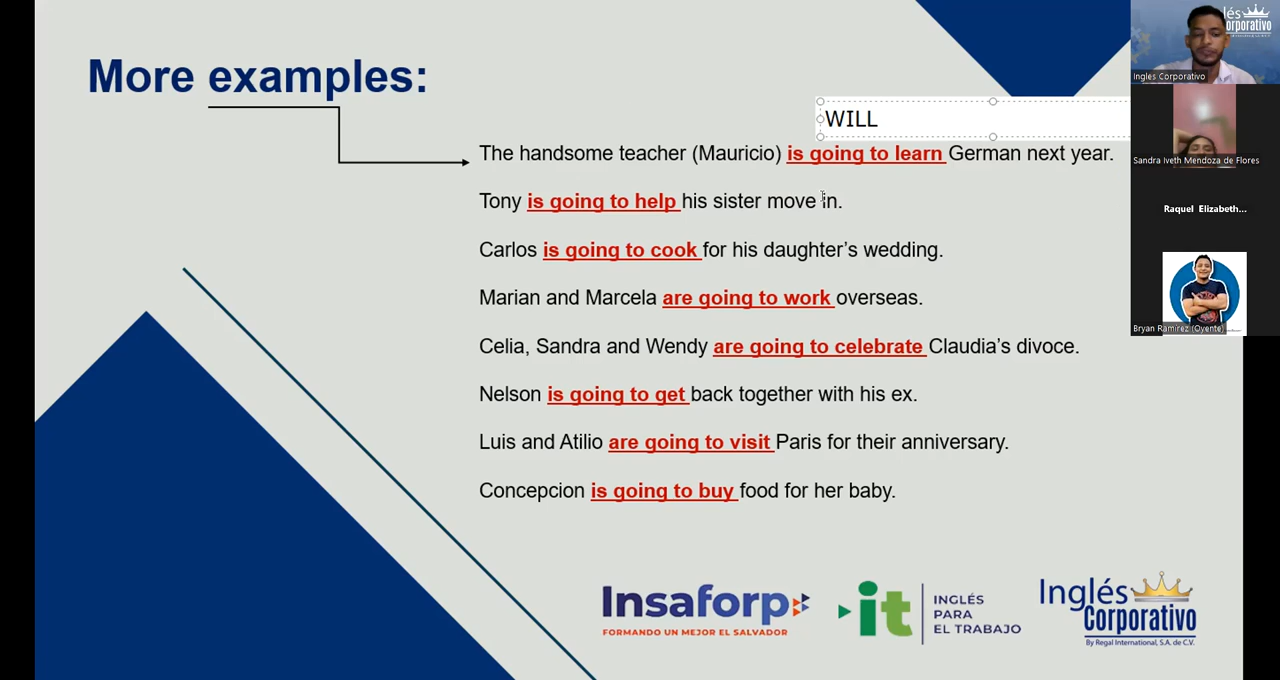 More examples:
WILL
The handsome teacher (Mauricio) is going to learn German next year.
Tony is going to help his sister move in.
Carlos is going to cook for his daughter’s wedding.
Marian and Marcela are going to work overseas.
Celia, Sandra and Wendy are going to celebrate Claudia’s divoce.
Nelson is going to get back together with his ex.
Luis and Atilio are going to visit Paris for their anniversary.
Concepcion is going to buy food for her baby.
Insaforp
FORMANDO UN MEJOR EL SALVADOR
it
INGLÉS
PARA
EL TRABAJO
Inglés
Corporativo
By Regal International, S.A. de C.V.
lés
orporativo
Ingles Corporativo
Sandra Iveth Mendoza de Flores
Raquel Elizabeth...
Bryan Ramírez (Oyente)